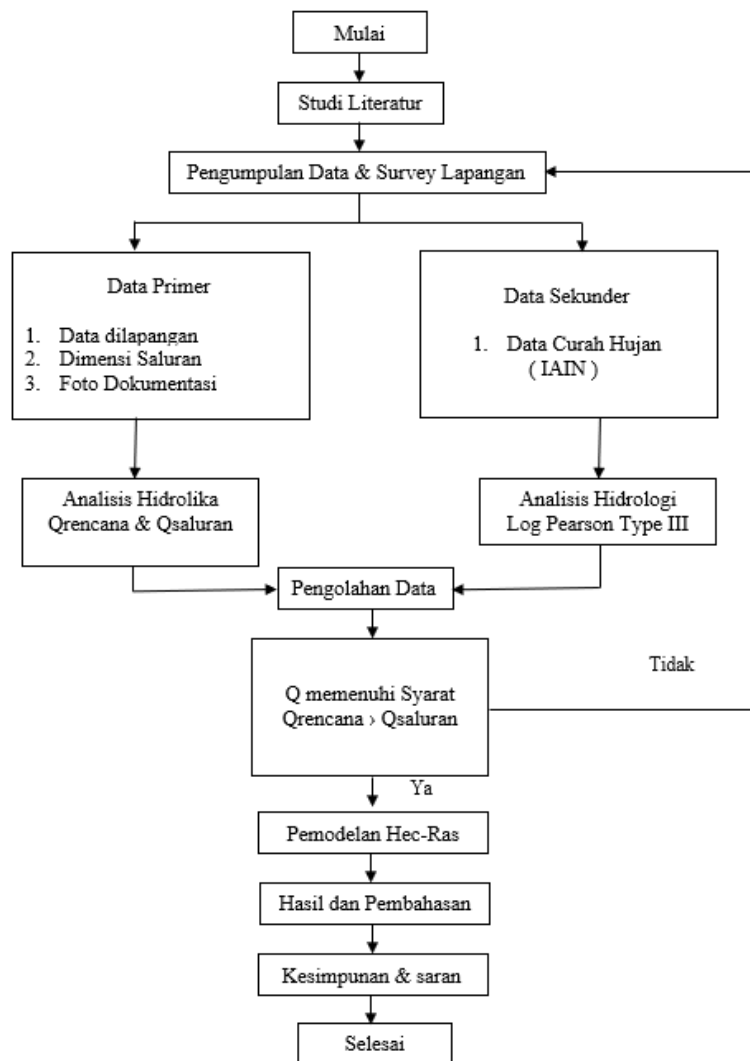 Mulai
Studi Literatur
Pengumpulan Data & Survey Lapangan
Data Primer
1. Data dilapangan
2. Dimensi Saluran
3. Foto Dokumentasi
Data Sekunder
1. Data Curah Hujan
( IAIN )
Analisis Hidrolika
Qrencana & Qsaluran
Analisis Hidrologi
Log Pearson Type III
Pengolahan Data
Q memenuhi Syarat
Qrencana › Qsaluran
Tidak
Ya
Pemodelan Hec-Ras
Hasil dan Pembahasan
Kesimpunan & saran
Selesai